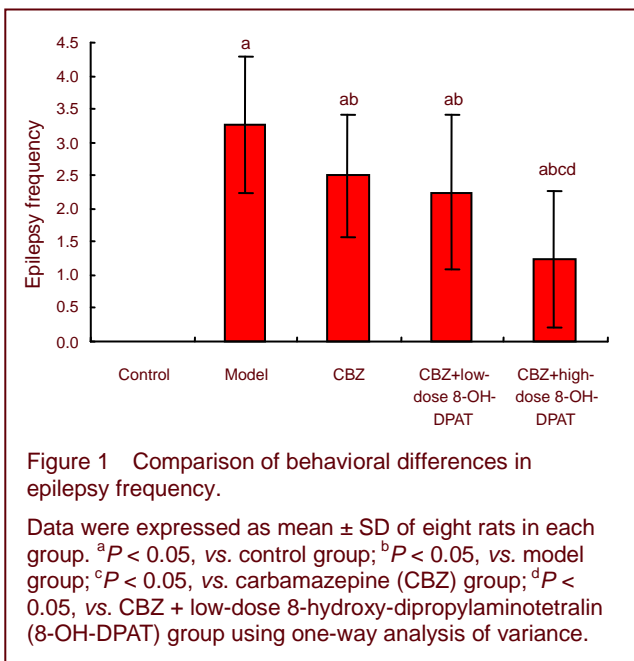 4.5
4.0
3.5
3.0
2.5
2.0
1.5
1.0
0.5
0.0
Epilepsy frequency
a
ab
ab
abcd
Control
Model
CBZ
CBZ+low-
dose 8-OH-
DPAT
CBZ+high-
dose 8-OH-
DPAT
Figure 1 Comparison of behavioral differences in
epilepsy frequency.
Data were expressed as mean ± SD of eight rats in each
group. ᵃP < 0.05, vs. control group; ᵇP < 0.05, vs. model
group; ᶜP < 0.05, vs. carbamazepine (CBZ) group; ᵈP <
0.05, vs. CBZ + low-dose 8-hydroxy-dipropylaminotetralin
(8-OH-DPAT) group using one-way analysis of variance.